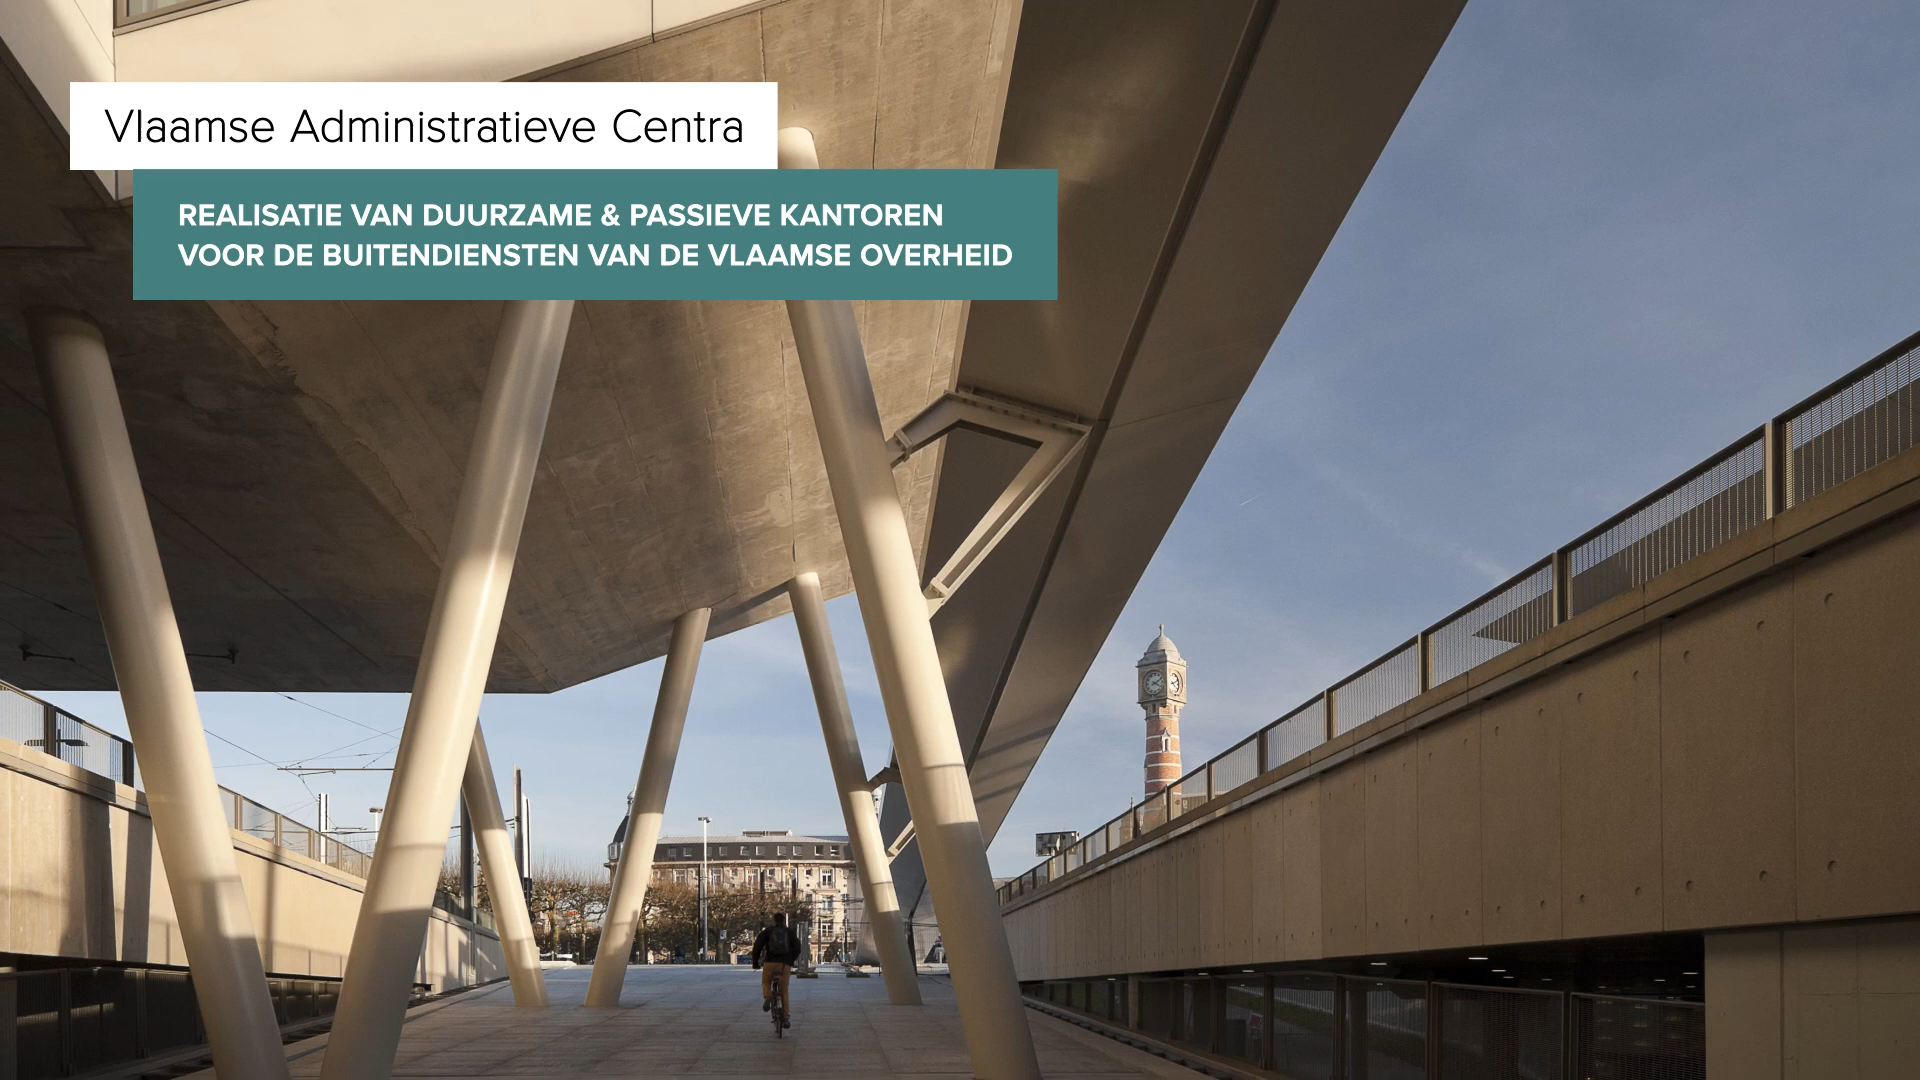 Vlaamse Administratieve Centra
REALISATIE VAN DUURZAME & PASSIEVE KANTOREN
VOOR DE BUITENDIENSTEN VAN DE VLAAMSE OVERHEID